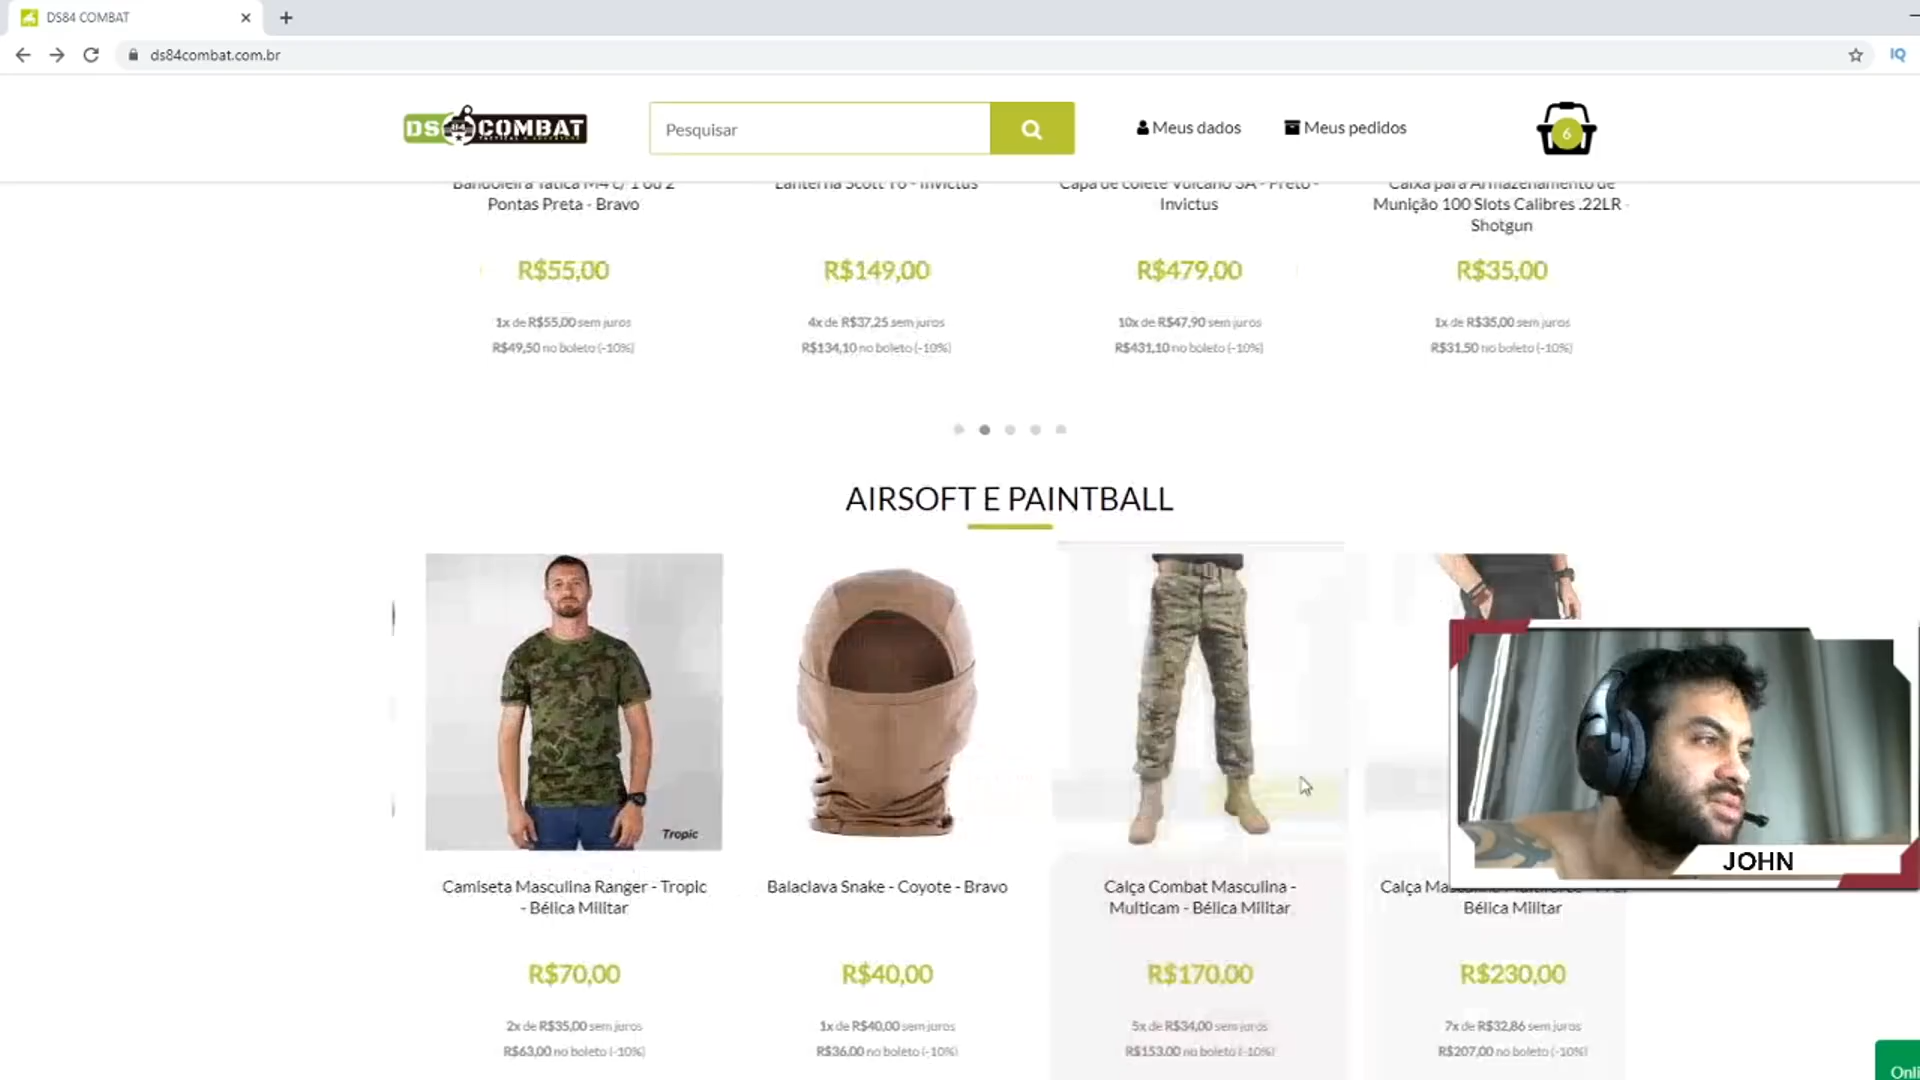 DS84 COMBAT
ds84combat.com.br
IQ
DS 84 COMBAT
Pesquisar
Meus dados
Meus pedidos
6
Bandoleira Tática M4 c/ 1 ou 2
Pontas Preta - Bravo
Lanterna Scott T6 - Invictus
Capa de colete Vulcano 3A - Preto -
Invictus
Caixa para Armazenamento de
Munição 100 Slots Calibres .22LR -
Shotgun
R$55,00
R$149,00
R$479,00
R$35,00
1x de R$55,00 sem juros
4x de R$37,25 sem juros
10x de R$47,90 sem juros
1x de R$35,00 sem juros
R$49,50 no boleto (-10%)
R$134,10 no boleto (-10%)
R$431,10 no boleto (-10%)
R$31,50 no boleto (-10%)
AIRSOFT E PAINTBALL
Tropic
JOHN
Camiseta Masculina Ranger - Tropic
- Bélica Militar
Balaclava Snake - Coyote - Bravo
Calça Combat Masculina -
Multicam - Bélica Militar
Calça
Bélica Militar
R$70,00
R$40,00
R$170,00
R$230,00
2x de R$35,00 sem juros
1x de R$40,00 sem juros
5x de R$34,00 sem juros
7x de R$32,86 sem juros
R$63,00 no boleto (-10%)
R$36,00 no boleto (-10%)
R$153,00 no boleto (-10%)
R$207,00 no boleto (-10%)
Onli